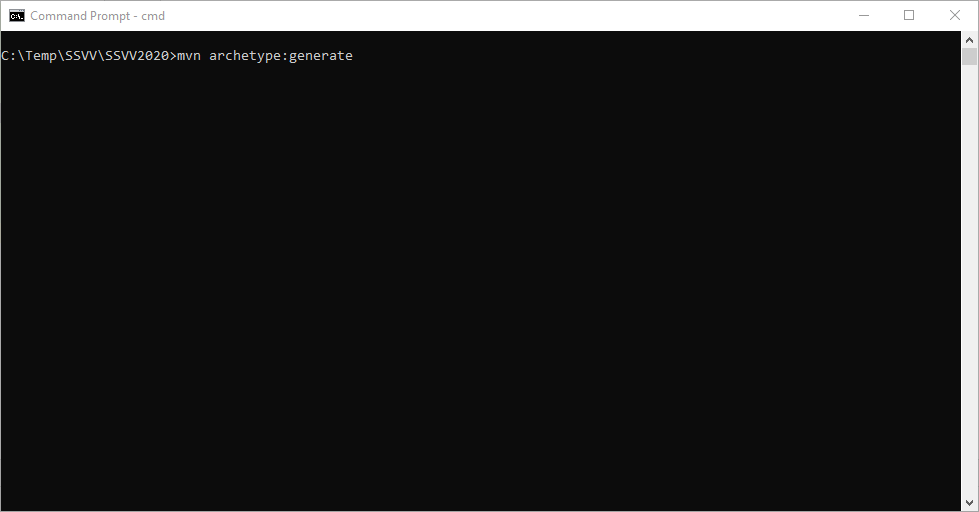 Command Prompt - cmd
C:\Temp\SSVV\SSVV2020>mvn archetype:generate